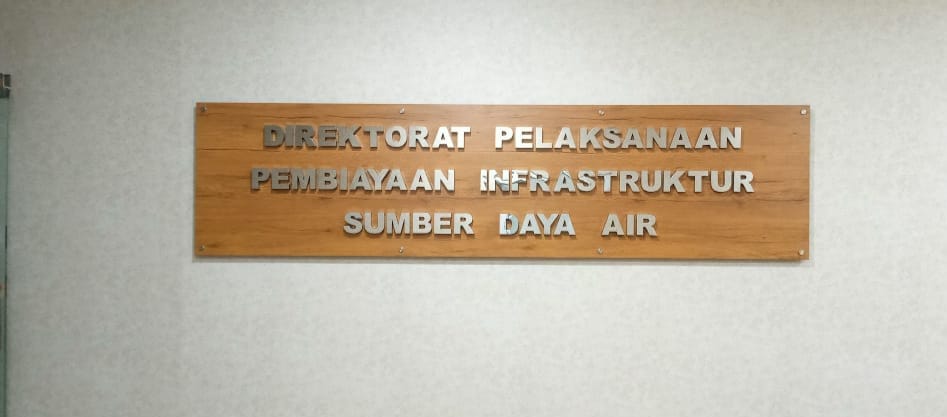 DIREKTORAT PELAKSANAAN
PEMBIAYAAN INFRASTRUKTUR
SUMBER DAYA AIR